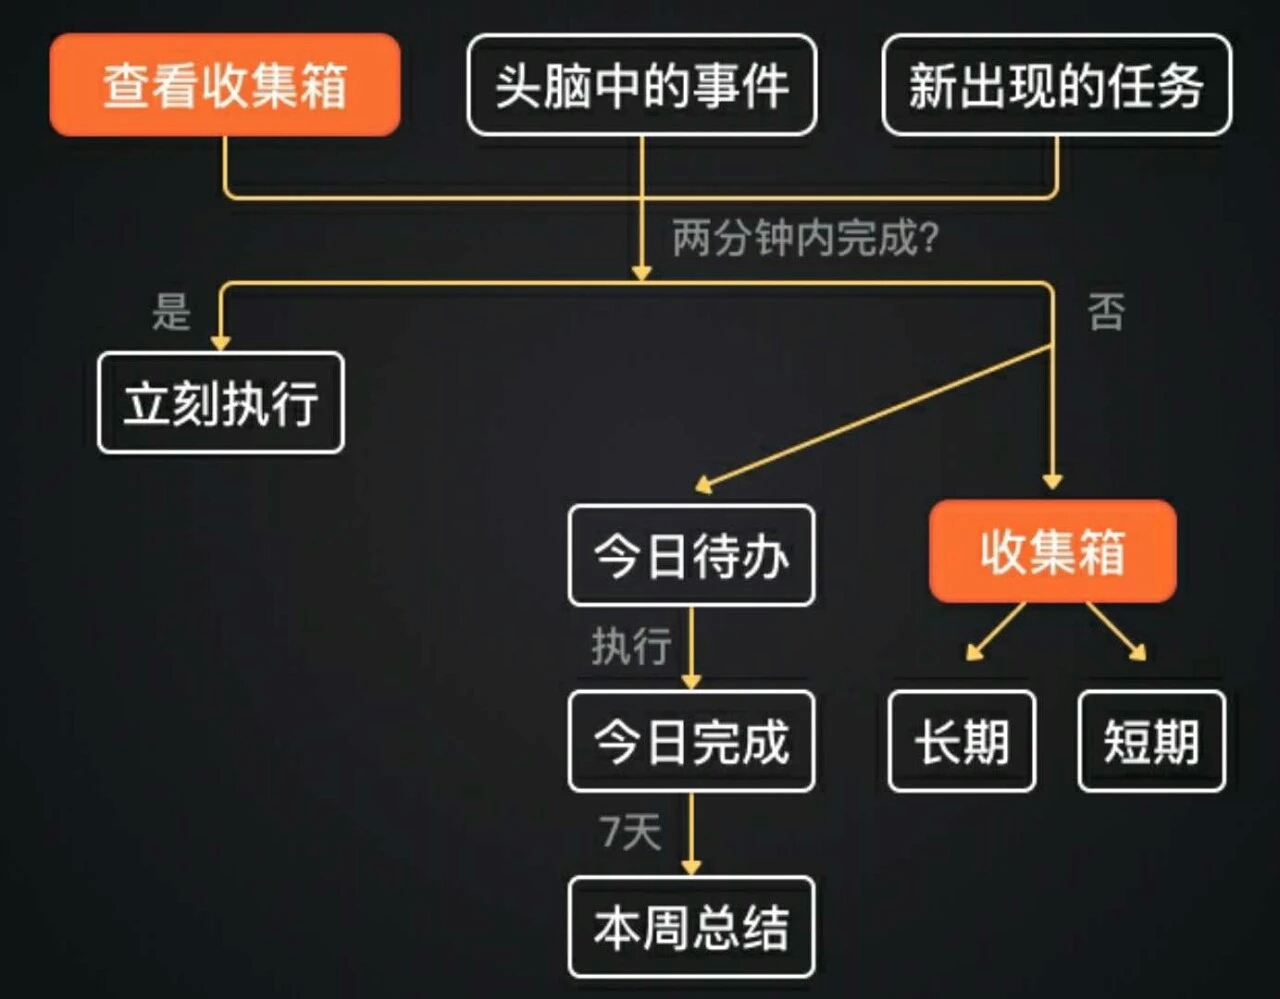 查看收集箱
头脑中的事件
新出现的任务
两分钟内完成?
是
否
立刻执行
今日待办
收集箱
执行
今日完成
长期
短期
7天
本周总结